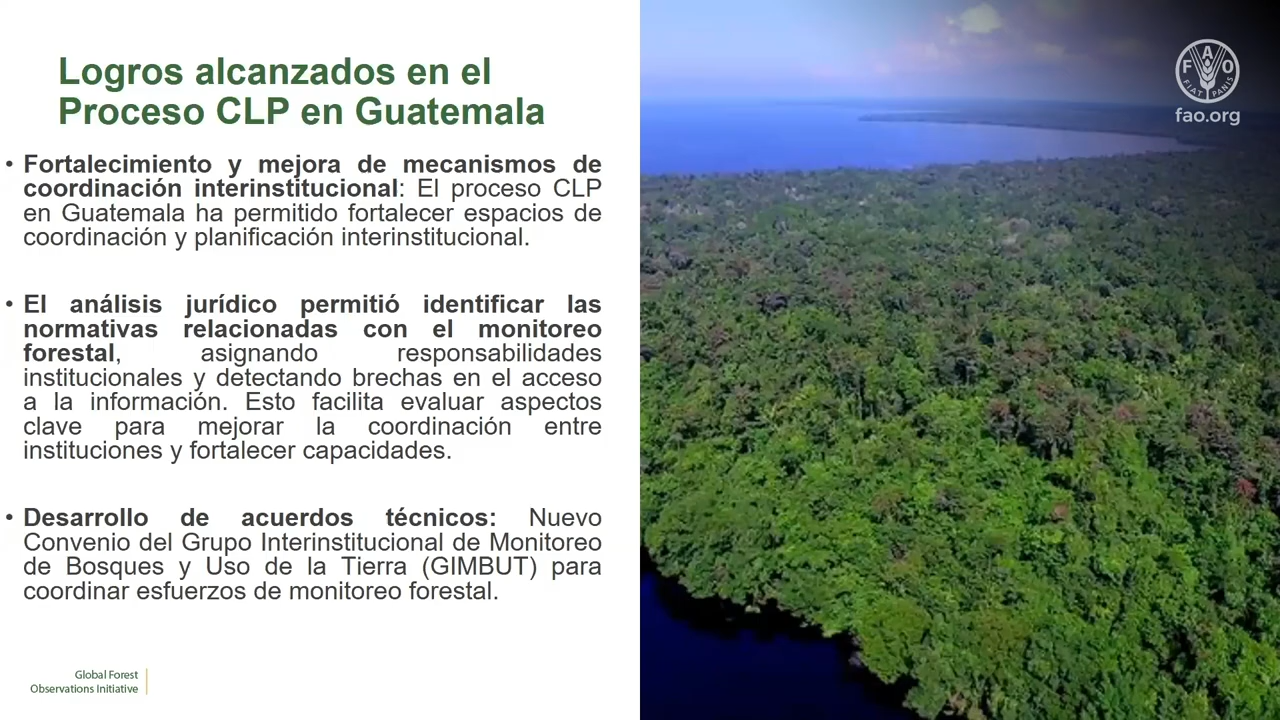 Logros alcanzados en el
Proceso CLP en Guatemala
• Fortalecimiento y mejora de mecanismos de
coordinación interinstitucional: El proceso CLP
en Guatemala ha permitido fortalecer espacios de
coordinación y planificación interinstitucional.
• El análisis jurídico permitió identificar las
normativas relacionadas con el monitoreo
forestal, asignando responsabilidades
institucionales y detectando brechas en el acceso
a la información. Esto facilita evaluar aspectos
clave para mejorar la coordinación entre
instituciones y fortalecer capacidades.
• Desarrollo de acuerdos técnicos: Nuevo
Convenio del Grupo Interinstitucional de Monitoreo
de Bosques y Uso de la Tierra (GIMBUT) para
coordinar esfuerzos de monitoreo forestal.
Global Forest
Observations Initiative
FAO
FIAT PANIS
fao.org